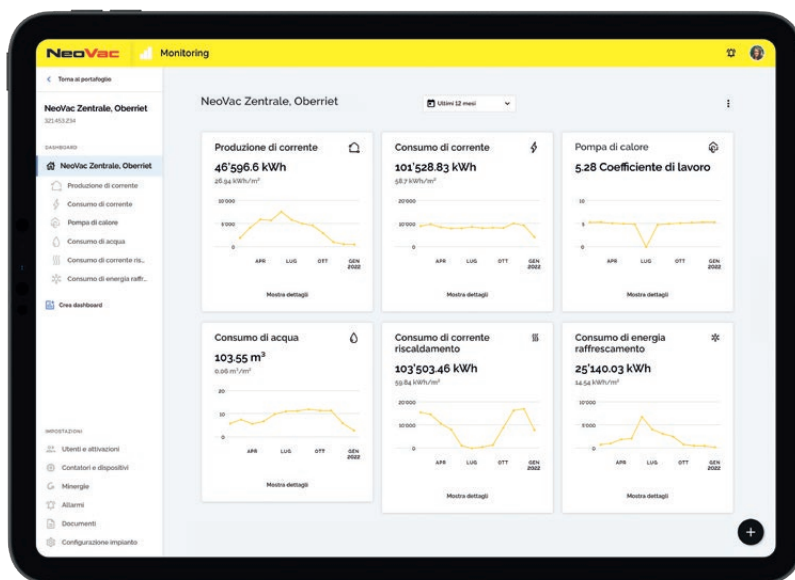 NeoVac Monitoring
Torna al portafoglio
NeoVac Zentrale, Oberriet
321.453.234
DASHBOARD
NeoVac Zentrale, Oberriet
Produzione di corrente
Consumo di corrente
Pompa di calore
Consumo di acqua
Consumo di corrente ris...
Consumo di energia raffr...
Crea dashboard
IMPOSTAZIONI
Utenti e attivazioni
Contatori e dispositivi
Minergie
Allarmi
Documenti
Configurazione impianto
NeoVac Zentrale, Oberriet
Ultimi 12 mesi
Produzione di corrente
46'596.6 kWh
26.94 kWh/m²
10'000
5'000
0
APR LUG OTT GEN
2022
Mostra dettagli
Consumo di corrente
101'528.83 kWh
58.7 kWh/m²
20'000
10'000
0
APR LUG OTT GEN
2022
Mostra dettagli
Pompa di calore
5.28 Coefficiente di lavoro
10
5
0
APR LUG OTT GEN
2022
Mostra dettagli
Consumo di acqua
103.55 m³
0.06 m³/m²
20
10
0
APR LUG OTT GEN
2022
Mostra dettagli
Consumo di corrente
riscaldamento
103'503.46 kWh
59.84 kWh/m²
20'000
10'000
0
APR LUG OTT GEN
2022
Mostra dettagli
Consumo di energia
raffrescamento
25'140.03 kWh
14.54 kWh/m²
10'000
5'000
0
APR LUG OTT GEN
2022
Mostra dettagli